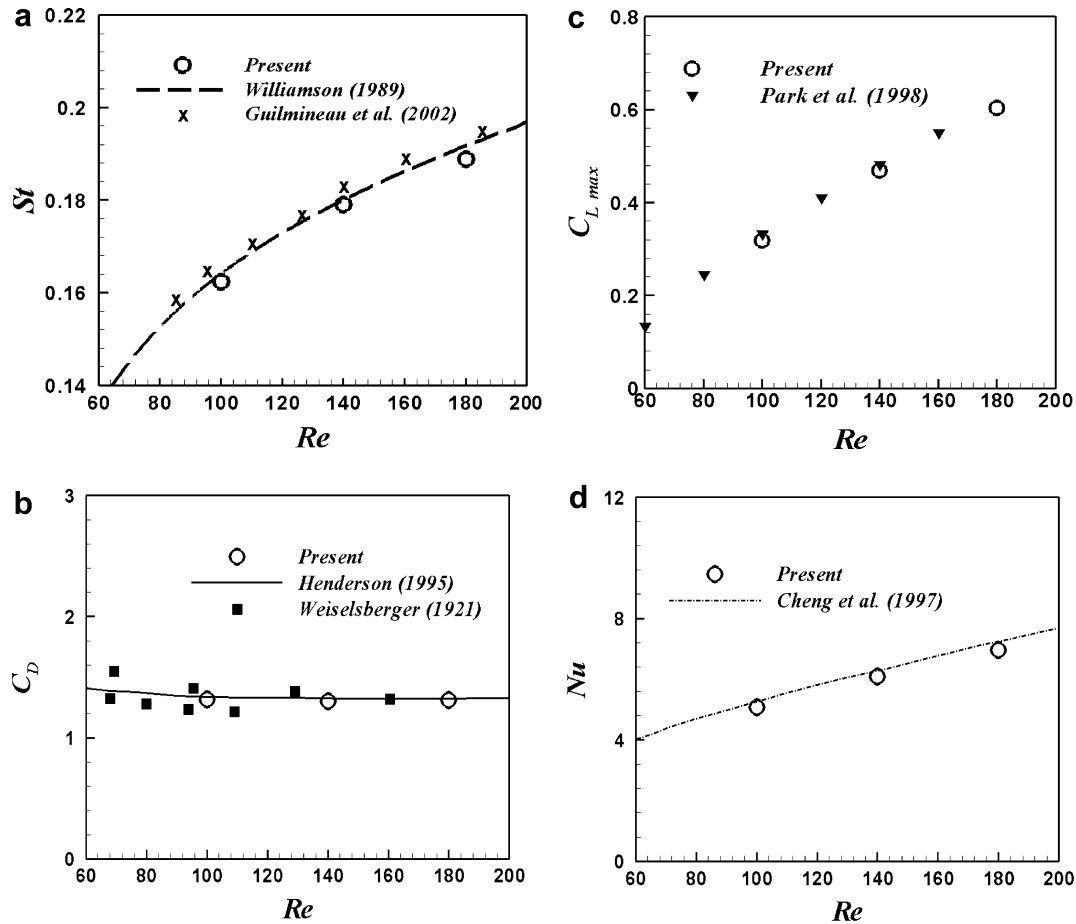 a
0.22
0.2
0.18
0.16
0.14
St
Present
Williamson (1989)
Guilmineau et al. (2002)
60 80 100 120 140 160 180 200
Re
c
0.8
0.6
0.4
0.2
0
C_L max
Present
Park et al. (1998)
60 80 100 120 140 160 180 200
Re
b
3
2
1
0
C_D
Present
Henderson (1995)
Weiselsberger (1921)
60 80 100 120 140 160 180 200
Re
d
12
8
4
0
Nu
Present
Cheng et al. (1997)
60 80 100 120 140 160 180 200
Re